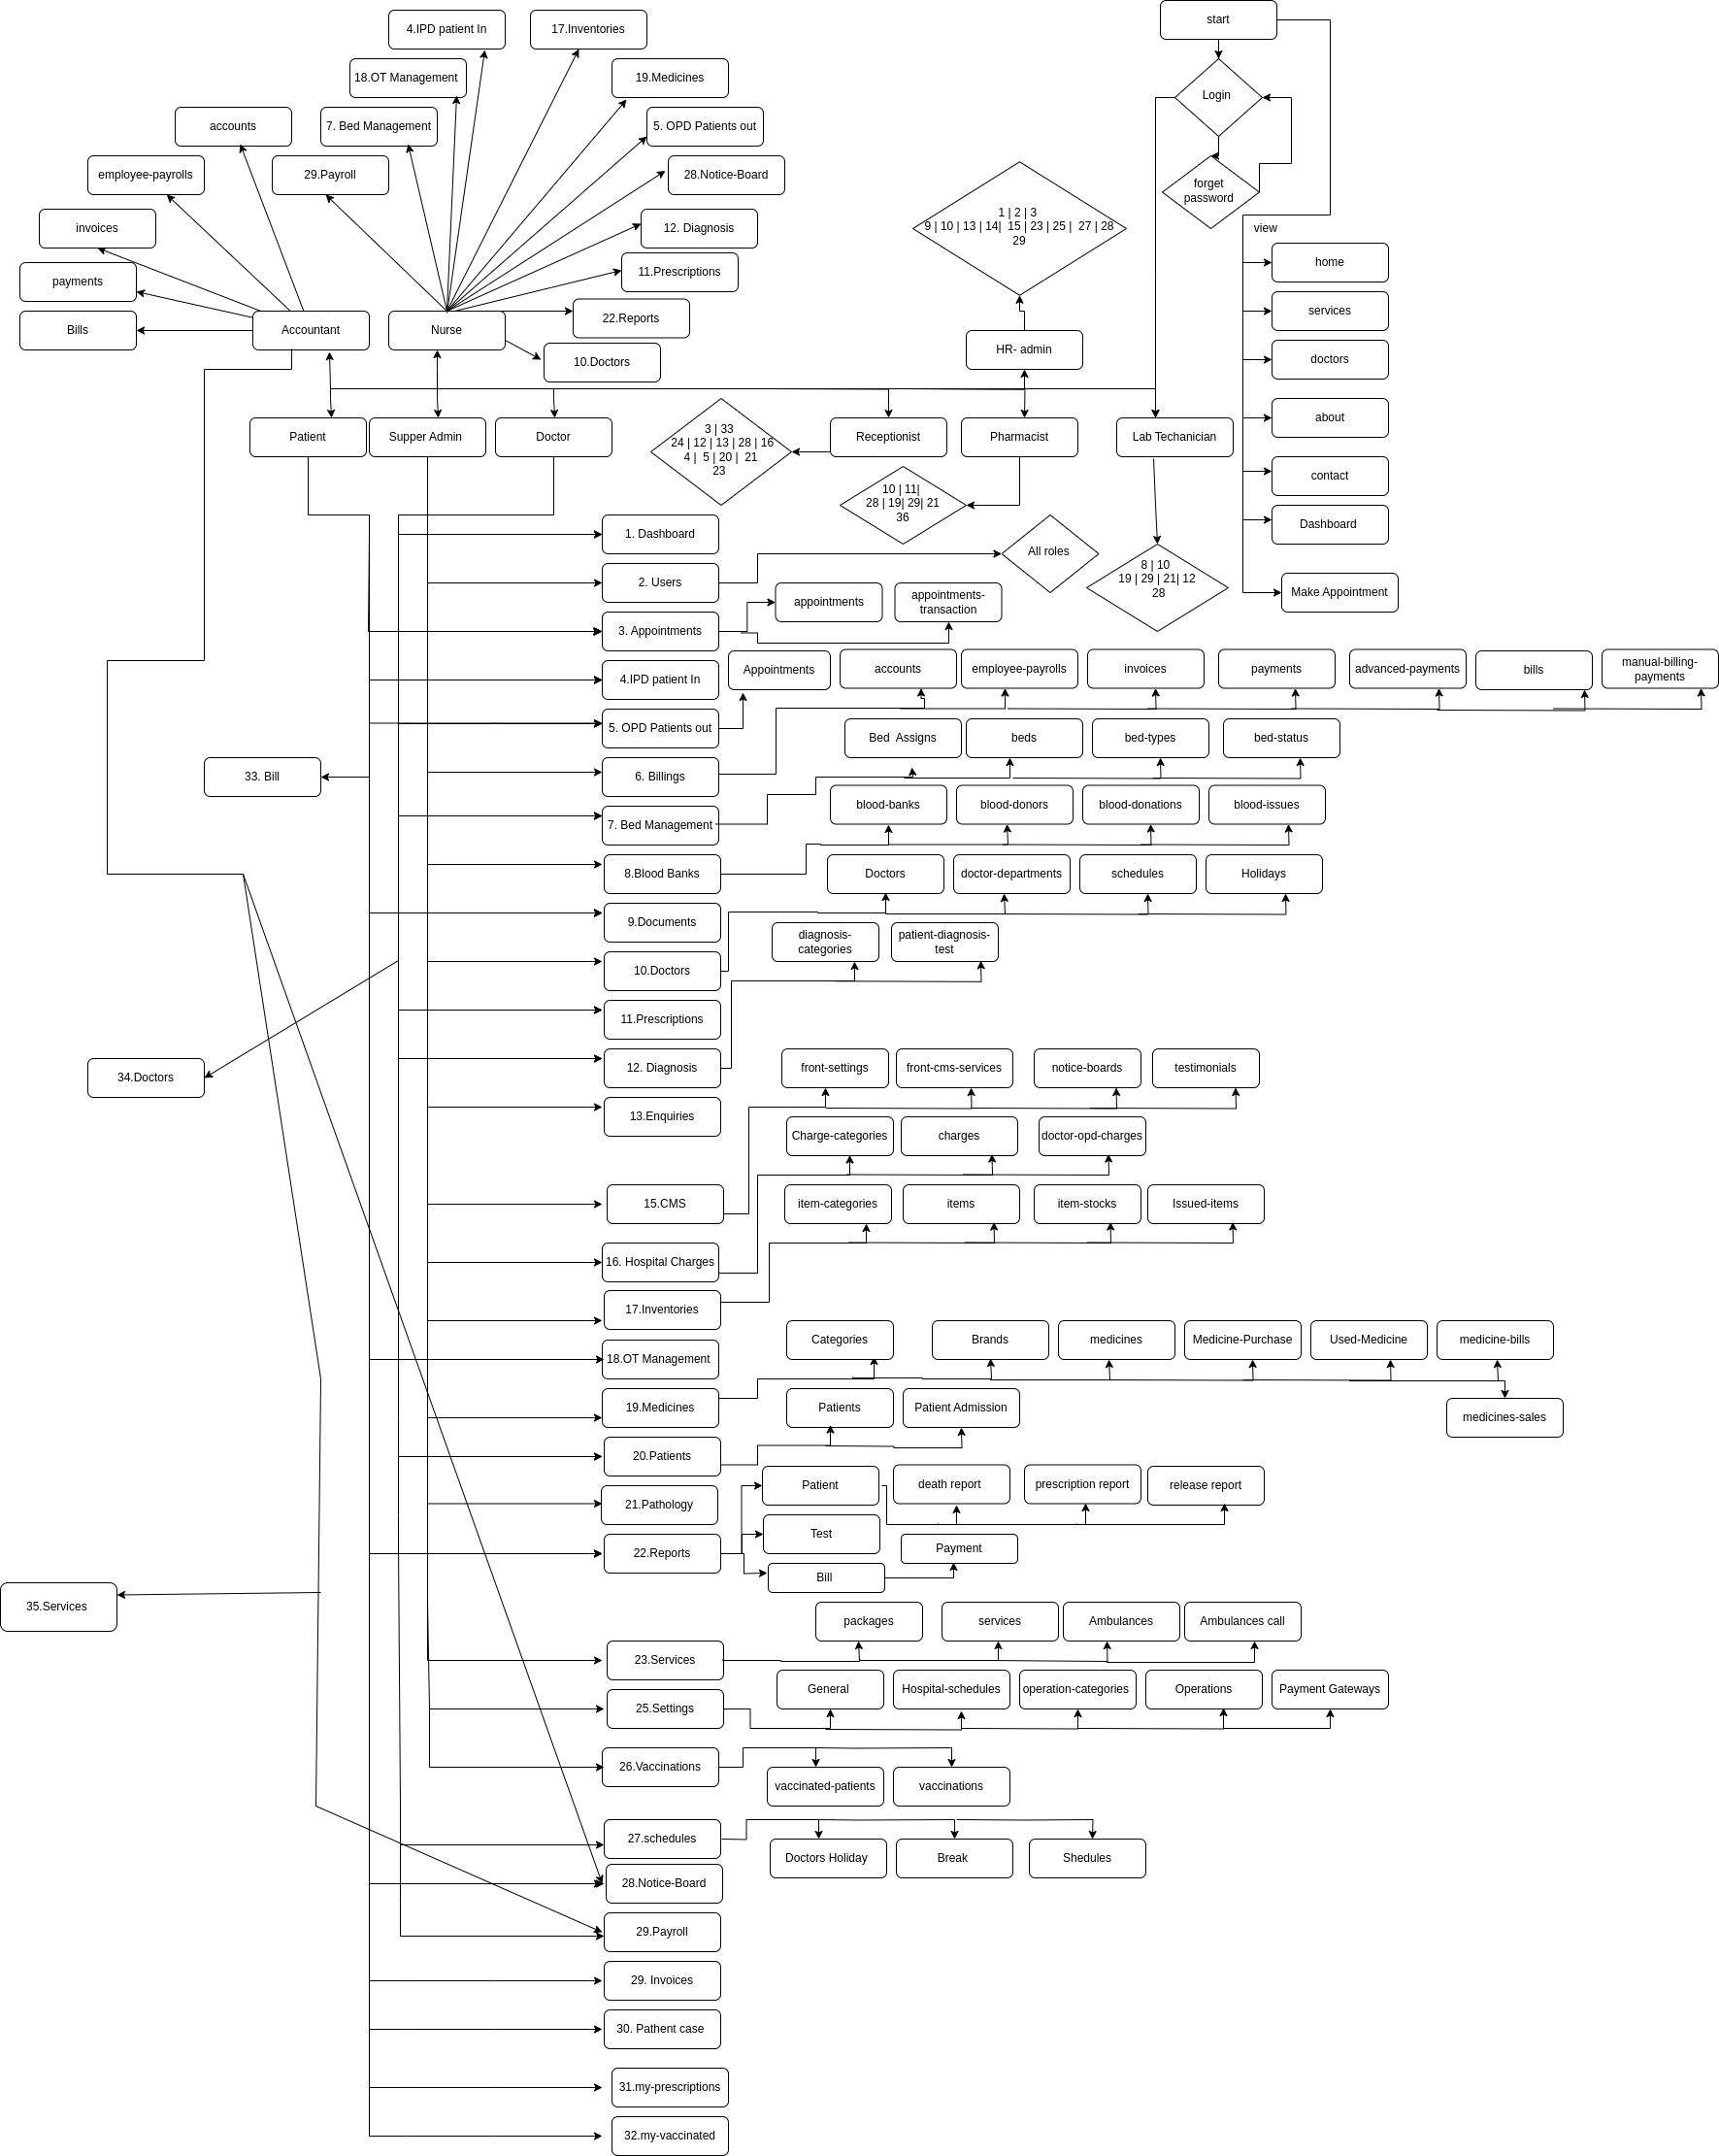 start
4.IPD patient In
17.Inventories
18.OT Management
19.Medicines
Login
accounts
7. Bed Management
5. OPD Patients out
employee-payrolls
29.Payroll
28.Notice-Board
forget
password
invoices
12. Diagnosis
1 | 2 | 3
9 | 10 | 13 | 14|  15 | 23 | 25 |  27 | 28
29
view
payments
11.Prescriptions
home
Bills
Accountant
Nurse
22.Reports
services
10.Doctors
HR- admin
doctors
about
Patient
Supper Admin
Doctor
3 | 33
24 | 12 | 13 | 28 | 16
4 |  5 | 20 |  21
23
Receptionist
Pharmacist
Lab Techanician
contact
10 | 11|
28 | 19| 29| 21
36
Dashboard
1. Dashboard
All roles
8 | 10
19 | 29 | 21| 12
28
2. Users
Make Appointment
3. Appointments
appointments
appointments-
transaction
4.IPD patient In
Appointments
accounts
employee-payrolls
invoices
payments
advanced-payments
bills
manual-billing-
payments
5. OPD Patients out
Bed  Assigns
beds
bed-types
bed-status
33. Bill
6. Billings
7. Bed Management
blood-banks
blood-donors
blood-donations
blood-issues
8.Blood Banks
Doctors
doctor-departments
schedules
Holidays
9.Documents
diagnosis-
categories
patient-diagnosis-
test
10.Doctors
11.Prescriptions
34.Doctors
12. Diagnosis
front-settings
front-cms-services
notice-boards
testimonials
13.Enquiries
Charge-categories
charges
doctor-opd-charges
15.CMS
item-categories
items
item-stocks
Issued-items
16. Hospital Charges
17.Inventories
18.OT Management
Categories
Brands
medicines
Medicine-Purchase
Used-Medicine
medicine-bills
19.Medicines
Patients
Patient Admission
medicines-sales
20.Patients
21.Pathology
Patient
death report
prescription report
release report
22.Reports
Test
Payment
Bill
35.Services
packages
services
Ambulances
Ambulances call
23.Services
25.Settings
General
Hospital-schedules
operation-categories
Operations
Payment Gateways
26.Vaccinations
vaccinated-patients
vaccinations
27.schedules
Doctors Holiday
Break
Shedules
28.Notice-Board
29.Payroll
29. Invoices
30. Pathent case
31.my-prescriptions
32.my-vaccinated